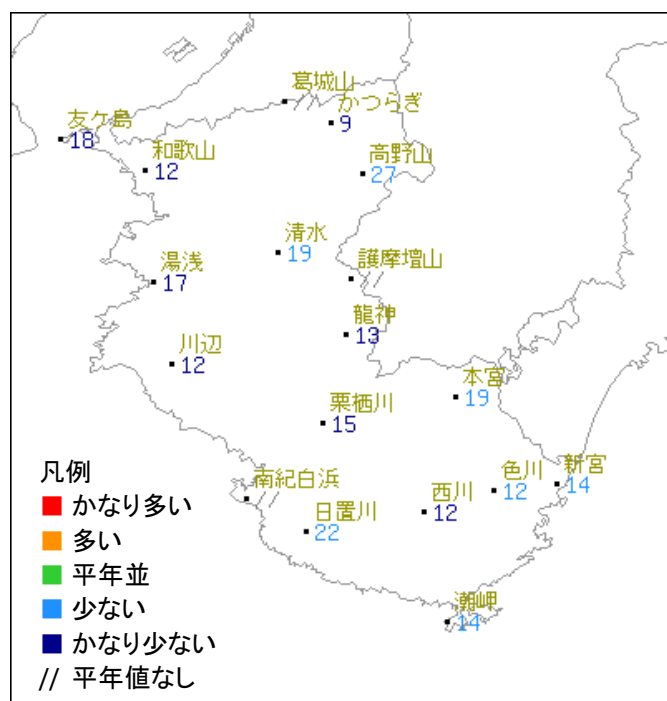 葛城山
//
かつらぎ
9
友ケ島
18
和歌山
12
高野山
27
清水
19
護摩壇山
//
湯浅
17
龍神
13
川辺
12
本宮
19
栗栖川
15
南紀白浜
//
日置川
22
西川
12
色川
12
新宮
14
潮岬
14
凡例
かなり多い
多い
平年並
少ない
かなり少ない
// 平年値なし